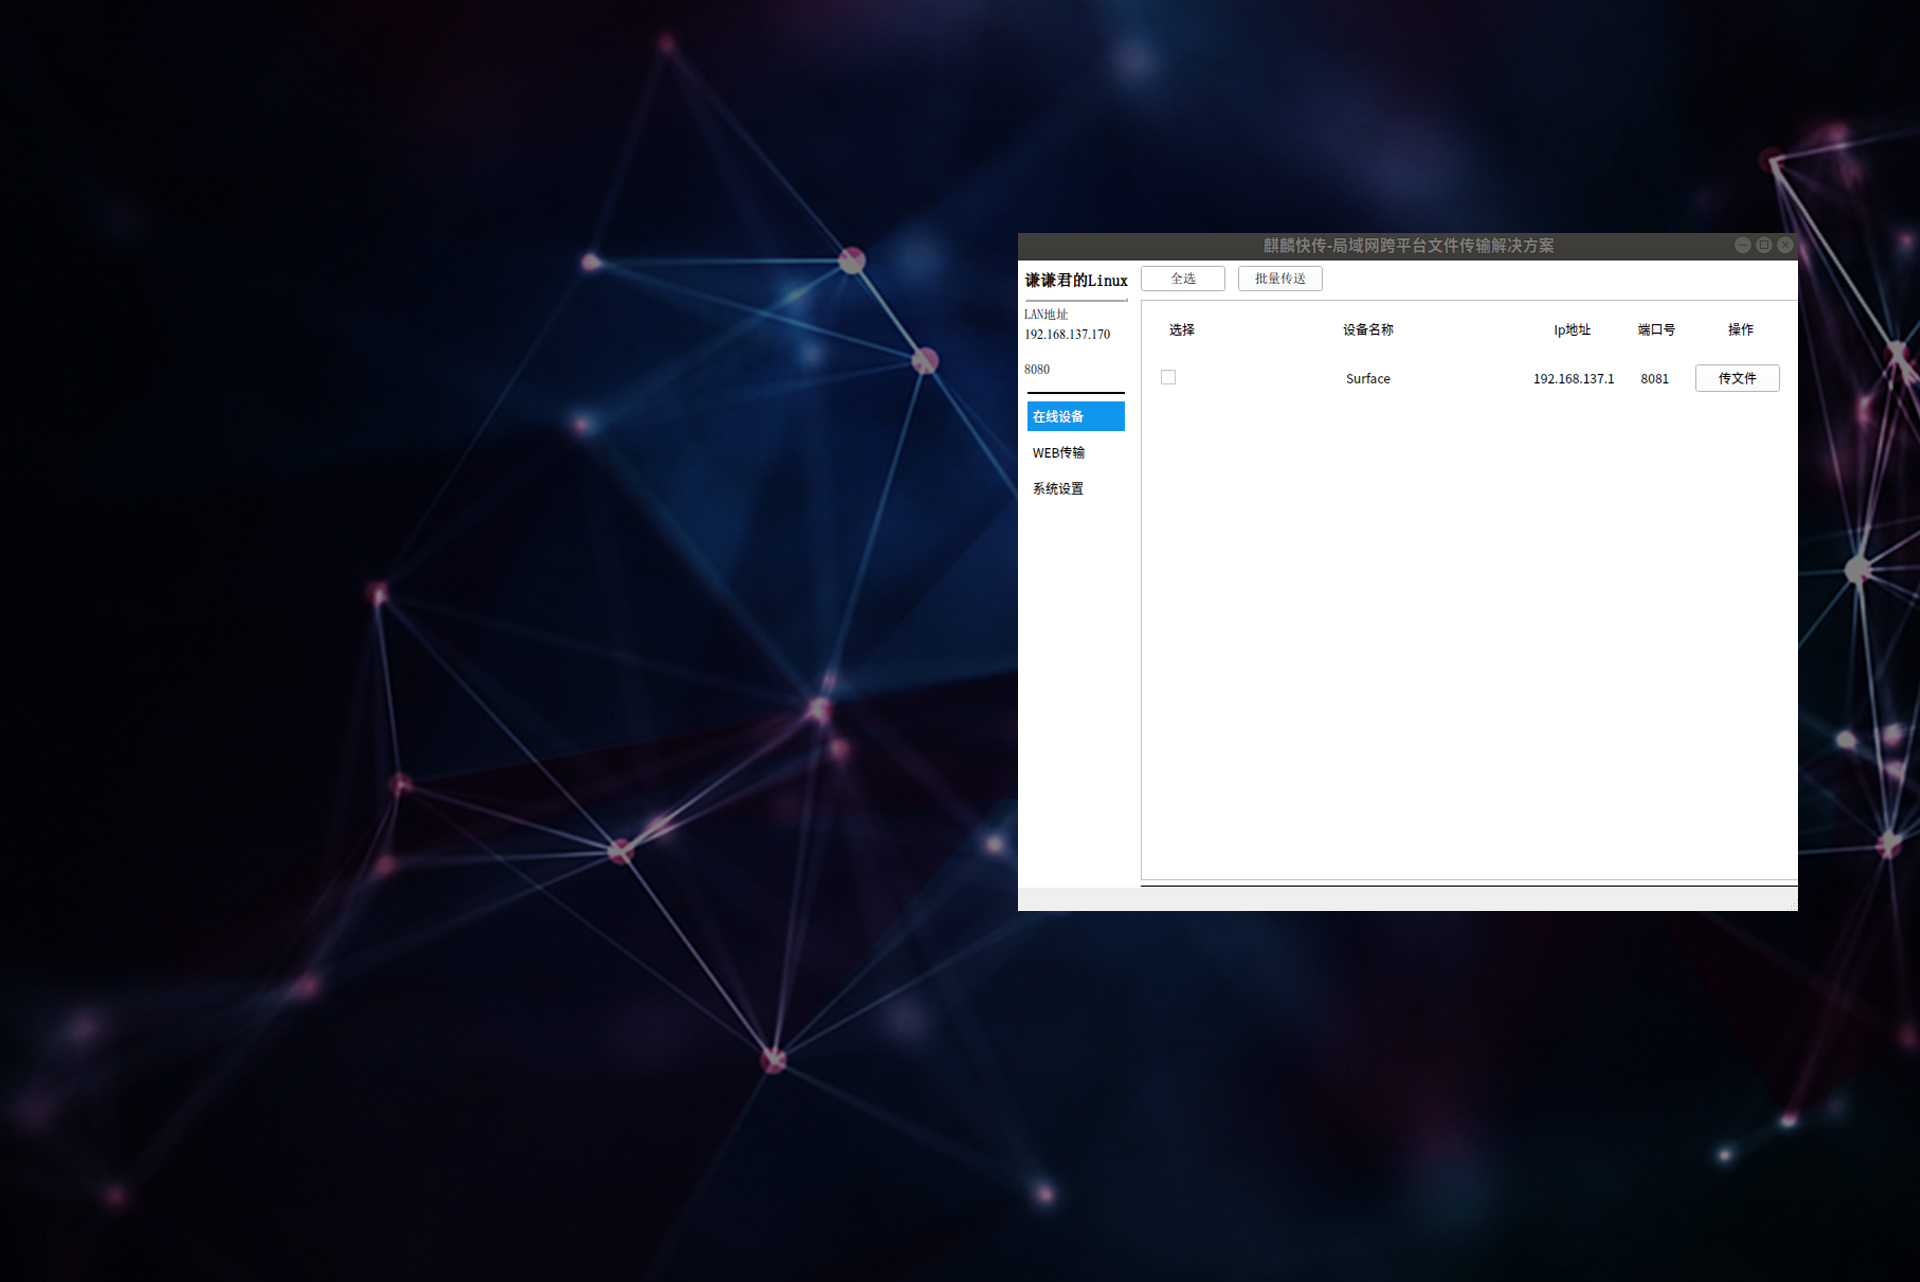 麒麟快传-局域网跨平台文件传输解决方案
谦谦君的Linux
全选
批量传送
LAN地址
192.168.137.170
8080
在线设备
WEB传输
系统设置
选择 设备名称 Ip地址 端口号 操作
Surface 192.168.137.1 8081 传文件